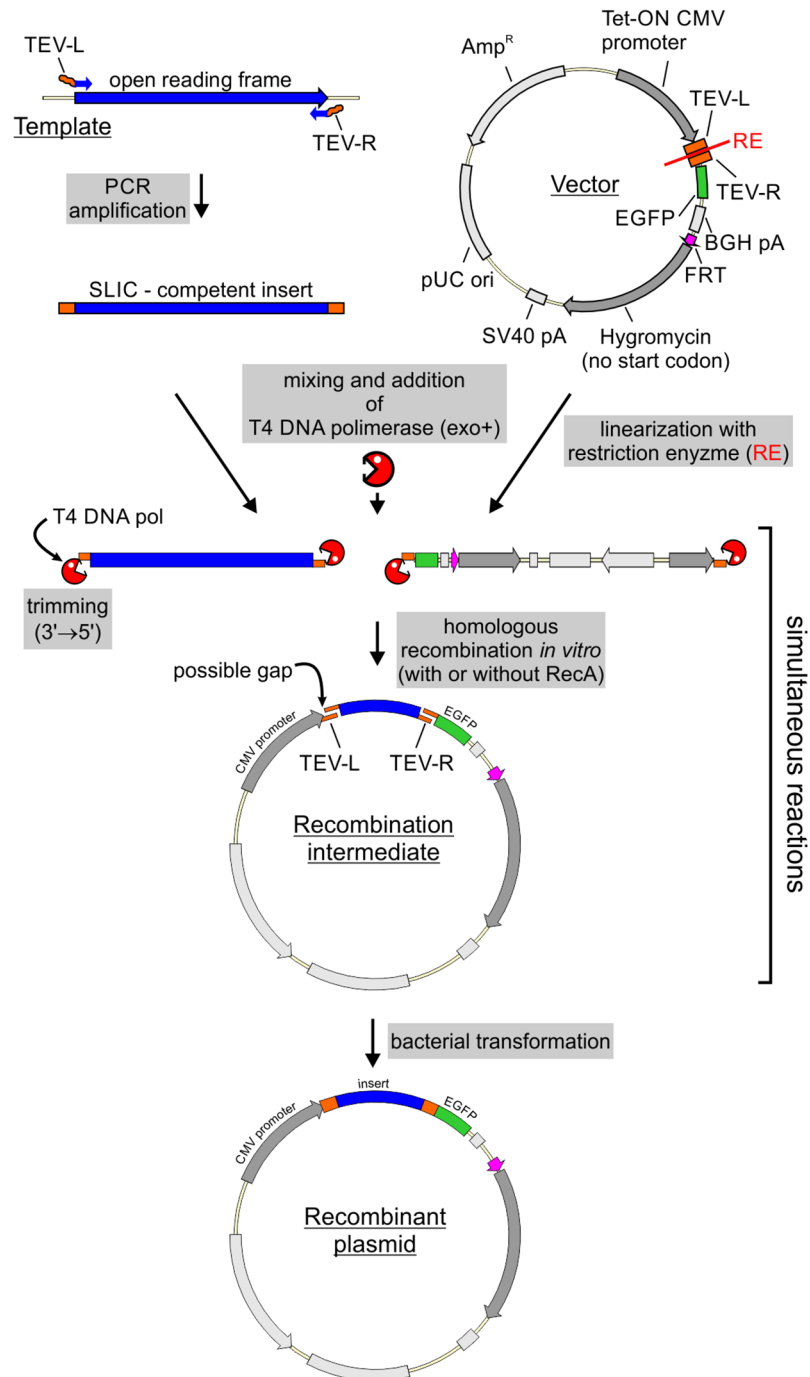 TEV-L
open reading frame
Template
TEV-R
PCR
amplification
SLIC - competent insert
Tet-ON CMV
promoter
Amp^R
TEV-L
RE
Vector
TEV-R
EGFP
BGH pA
FRT
pUC ori
SV40 pA
Hygromycin
(no start codon)
mixing and addition
of
T4 DNA polimerase (exo+)
linearization with
restriction enyzme (RE)
T4 DNA pol
trimming
(3'→5')
homologous
recombination in vitro
(with or without RecA)
simultaneous reactions
possible gap
CMV promoter
EGFP
TEV-L
TEV-R
Recombination
intermediate
bacterial transformation
insert
CMV promoter
EGFP
Recombinant
plasmid